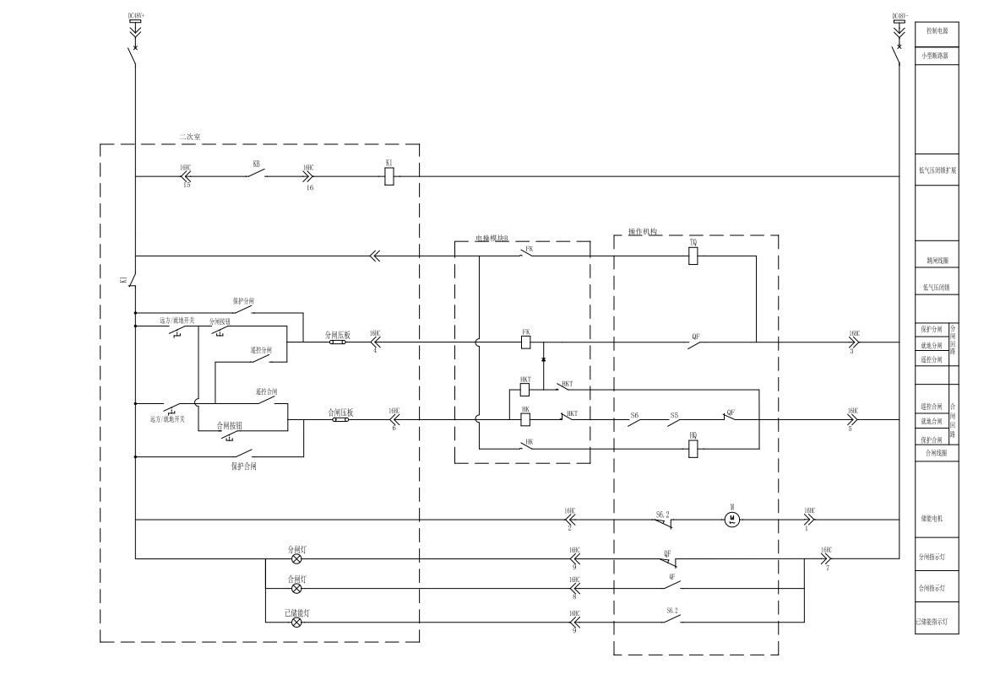 DC48V+
DC48V-
控制电源
小型断路器
二次室
16HC
KB
16HC
K1
15
16
低气压闭锁扩展
电操模块B
操作机构
FK
TQ
跳闸线圈
K1
低气压闭锁
保护分闸
远方/就地开关
分闸按钮
分闸压板
16HC
4
FK
QF
16HC
3
遥控分闸
保护分闸
就地分闸
遥控分闸
分闸回路
HKT
HKT
遥控合闸
远方/就地开关
合闸压板
16HC
6
HK
HKT
S6
S5
QF
16HC
5
合闸按钮
遥控合闸
就地合闸
保护合闸
合闸回路
HK
HQ
保护合闸
合闸线圈
16HC
2
S6.2
M
M
16HC
1
储能电机
分闸灯
16HC
9
QF
16HC
7
分闸指示灯
合闸灯
16HC
8
QF
合闸指示灯
已储能灯
16HC
9
S6.2
已储能指示灯